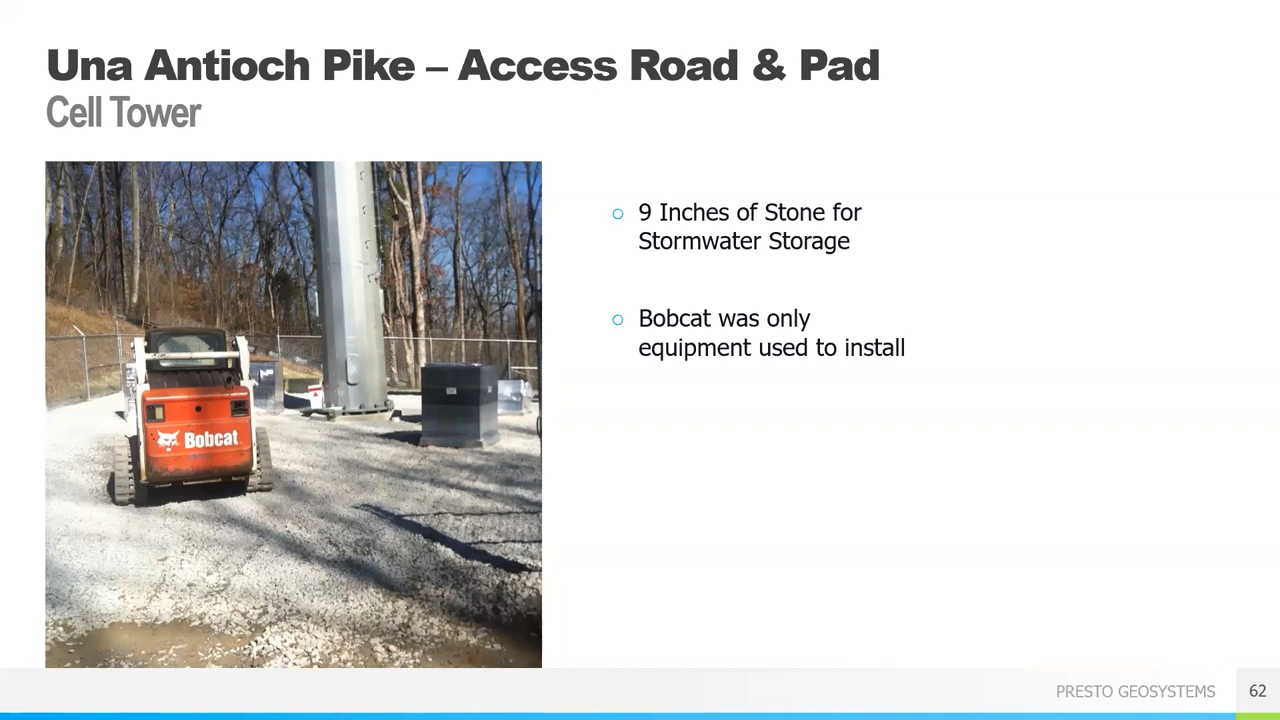 Una Antioch Pike – Access Road & Pad
Cell Tower
○ 9 Inches of Stone for
Stormwater Storage
○ Bobcat was only
equipment used to install
Bobcat
PRESTO GEOSYSTEMS
62